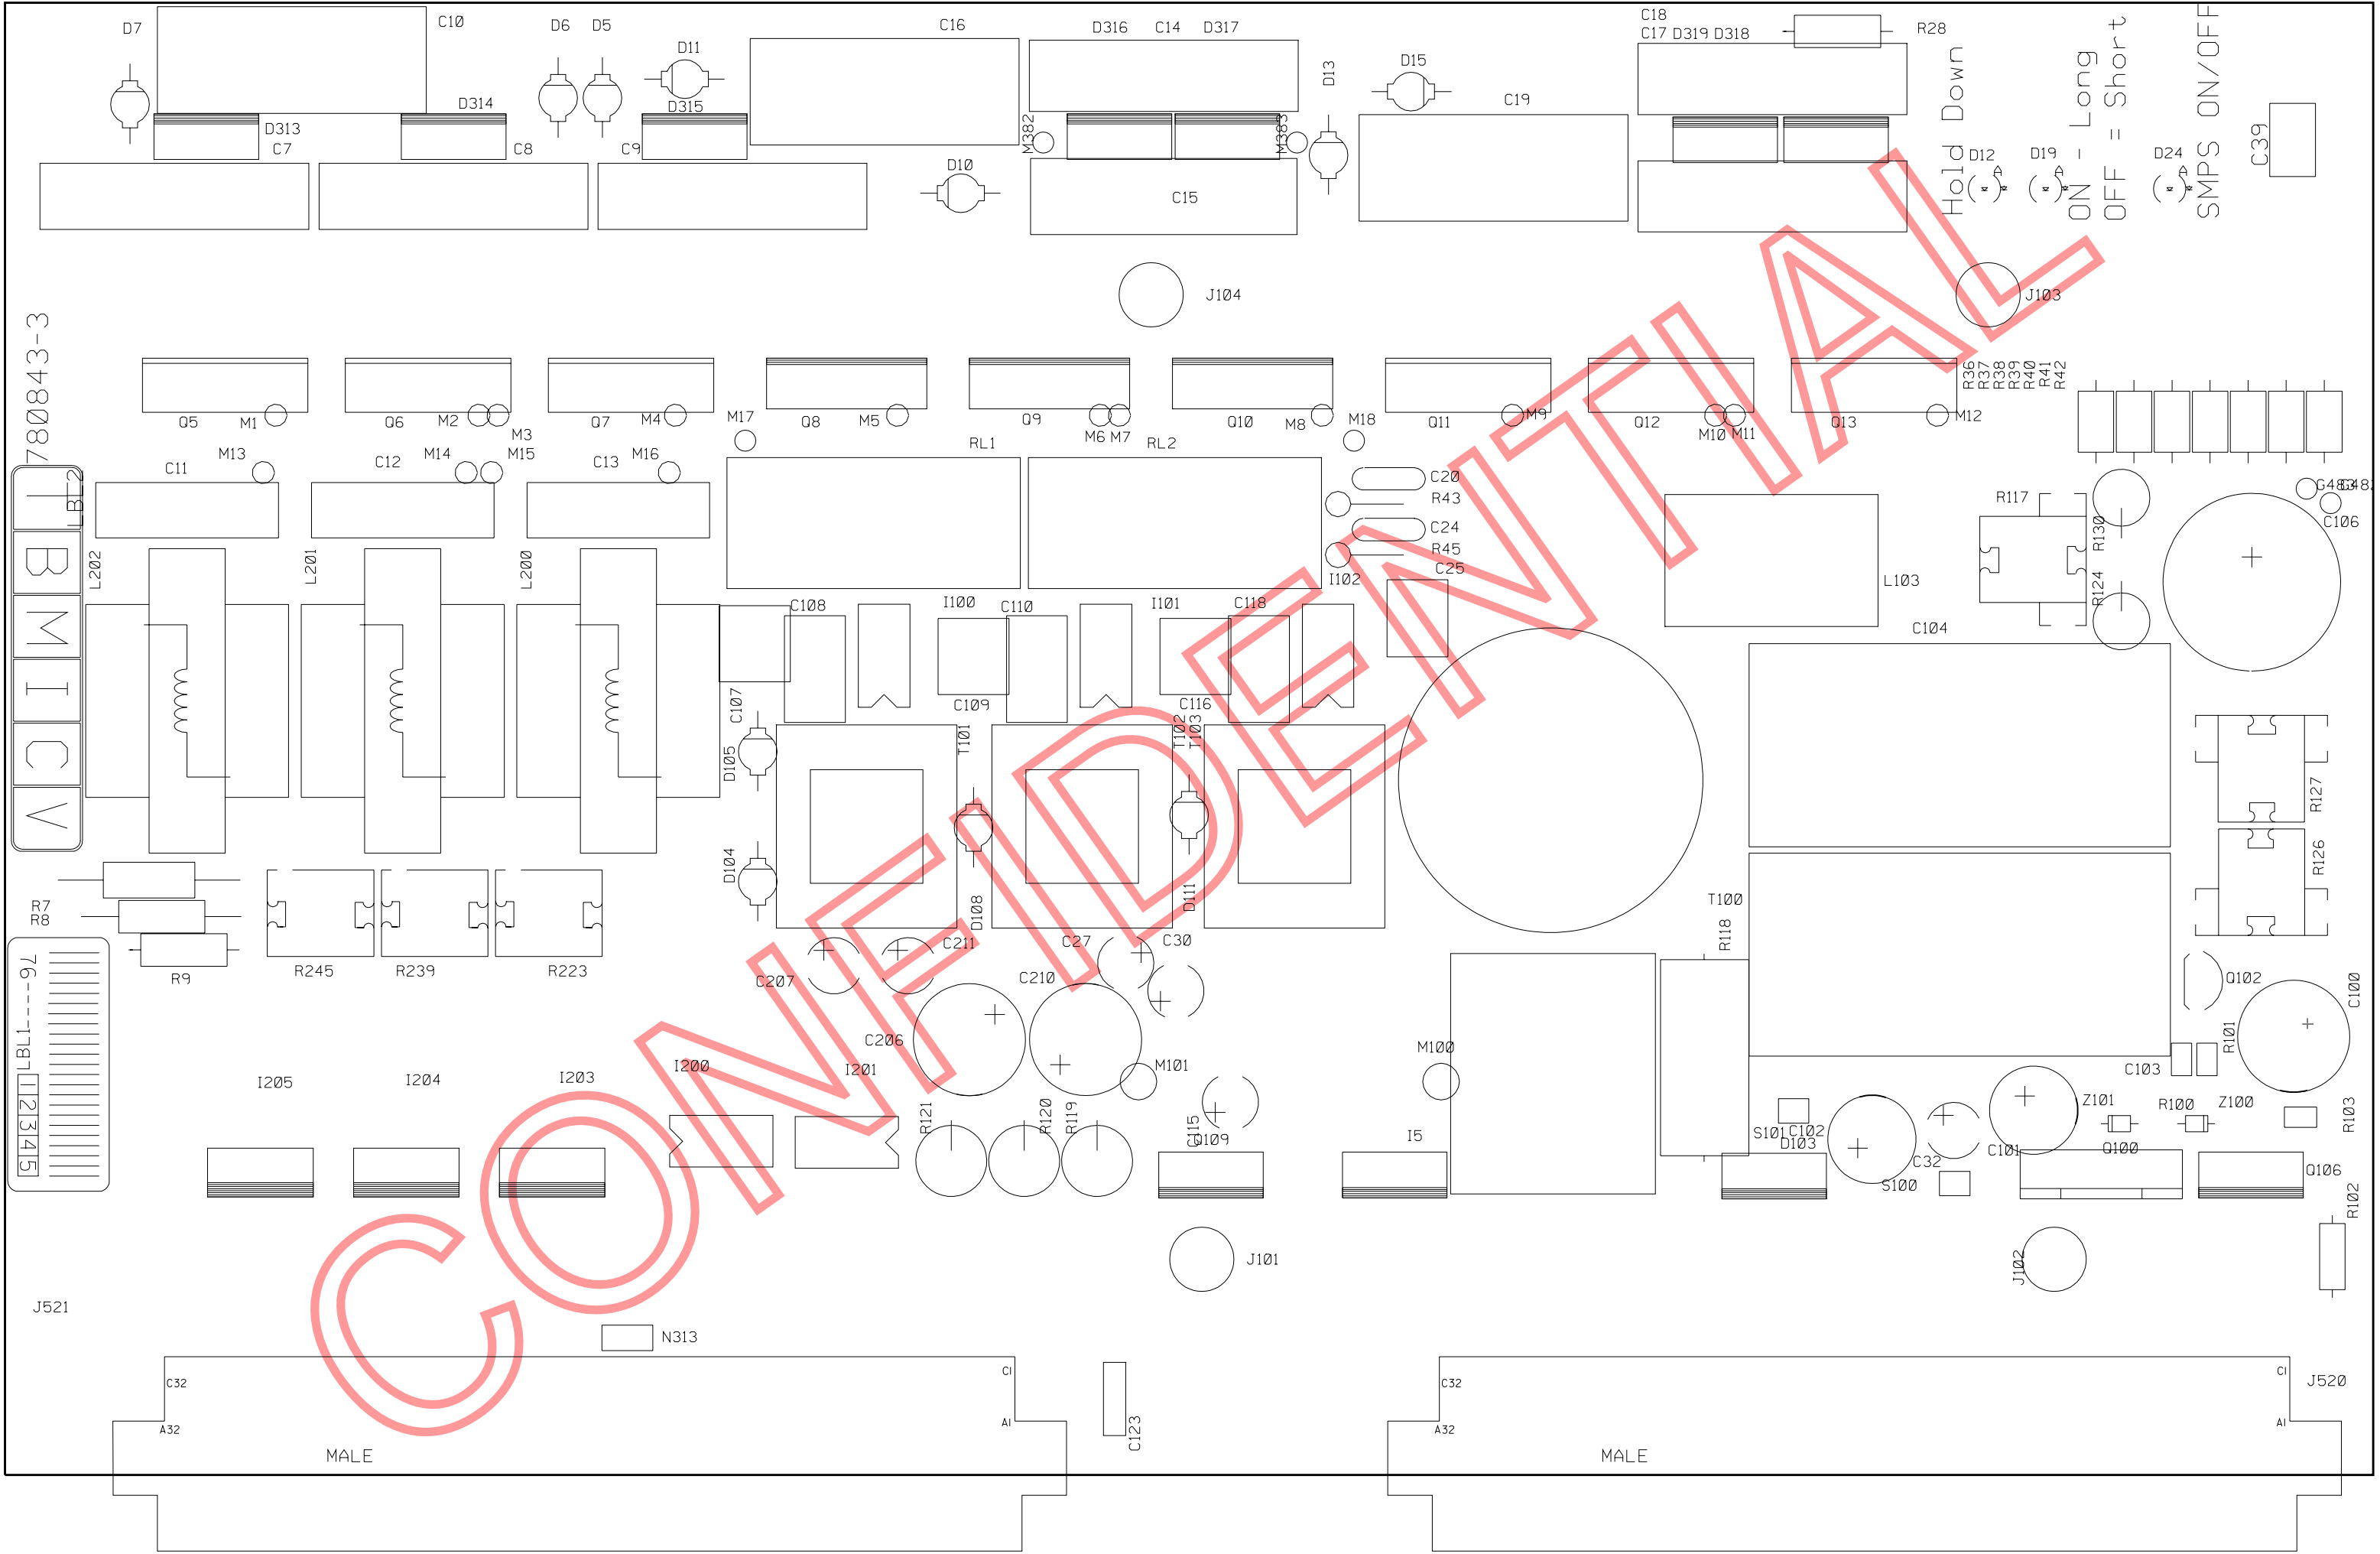 D7
C10
D6
D5
D11
C16
D316
C14
D317
D13
D15
C18
C17 D319 D318
R28
C19
Hold Down
ON - Long
OFF = Short
SMPS ON/OFF
C39
D12
D19
D24
A
A
A
D313
D314
D315
C7
C8
C9
M382
M383
D10
C15
J104
J103
780843-3
LBL2
I
B
M
I
C
V
Q5
M1
Q6
M2
M3
Q7
M4
M17
Q8
M5
Q9
M6
M7
Q10
M8
M18
Q11
M9
Q12
M10
M11
Q13
M12
R36
R37
R38
R39
R40
R41
R42
M13
C11
C12
M14
M15
C13
M16
RL1
RL2
C20
R43
C24
R45
I102
C25
L103
R117
R130
R124
G483
G482
C106
C104
L202
L201
L200
C108
I100
C110
I101
C118
C107
C109
C116
T101
T102
T103
D105
D104
D108
D111
R127
R126
R7
R8
R9
R245
R239
R223
C207
C211
C27
C30
C210
C206
T100
R118
Q102
C100
R101
C103
76----
LBL1
12345
I205
I204
I203
I200
I201
M101
M100
R121
R120
R119
C115
Q109
I5
S101
C102
D103
C32
S100
C101
Z101
Q100
R100
Z100
R103
Q106
R102
J101
J102
J521
N313
C32
C1
A32
A1
MALE
C123
C32
C1
A32
A1
MALE
J520
CONFIDENTIAL